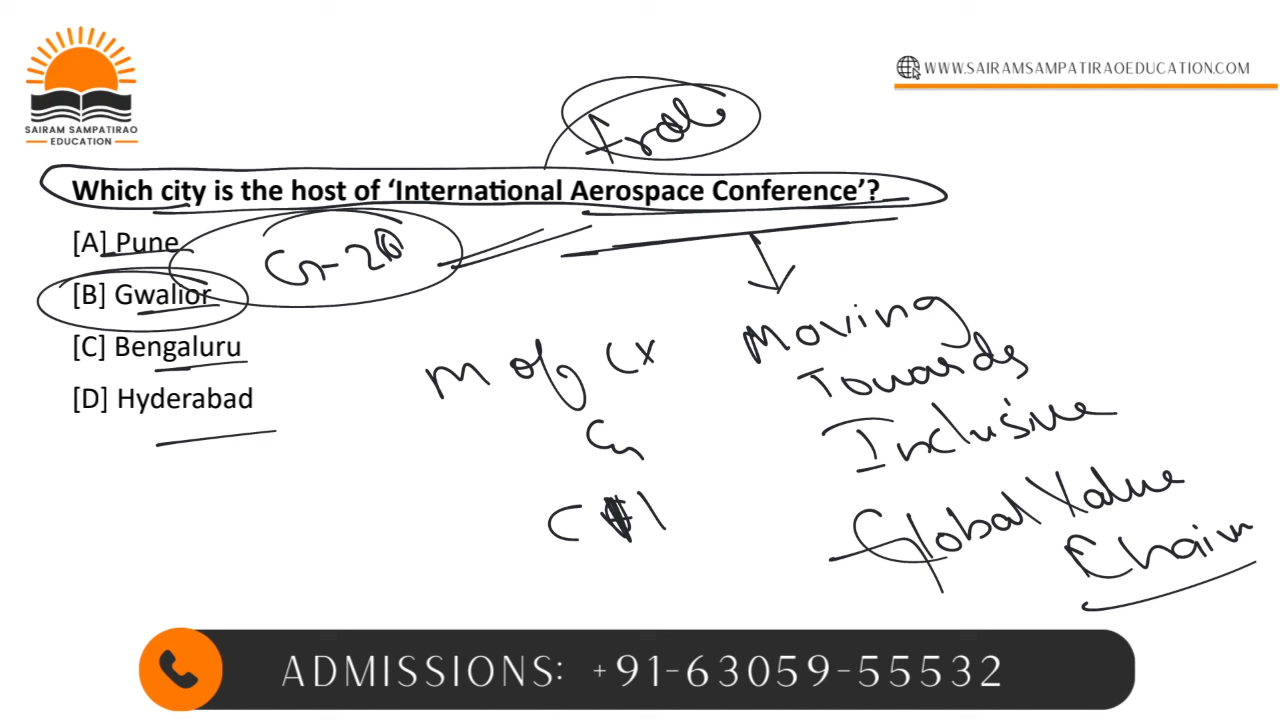 SAIRAM SAMPATIRAO
EDUCATION
WWW.SAIRAMSAMPATIRAOEDUCATION.COM
Which city is the host of ‘International Aerospace Conference’?
[A] Pune
[B] Gwalior
[C] Bengaluru
[D] Hyderabad
G-20
M of
Moving
Towards
Inclusive
Global Value
Chain
ADMISSIONS: +91-63059-55532